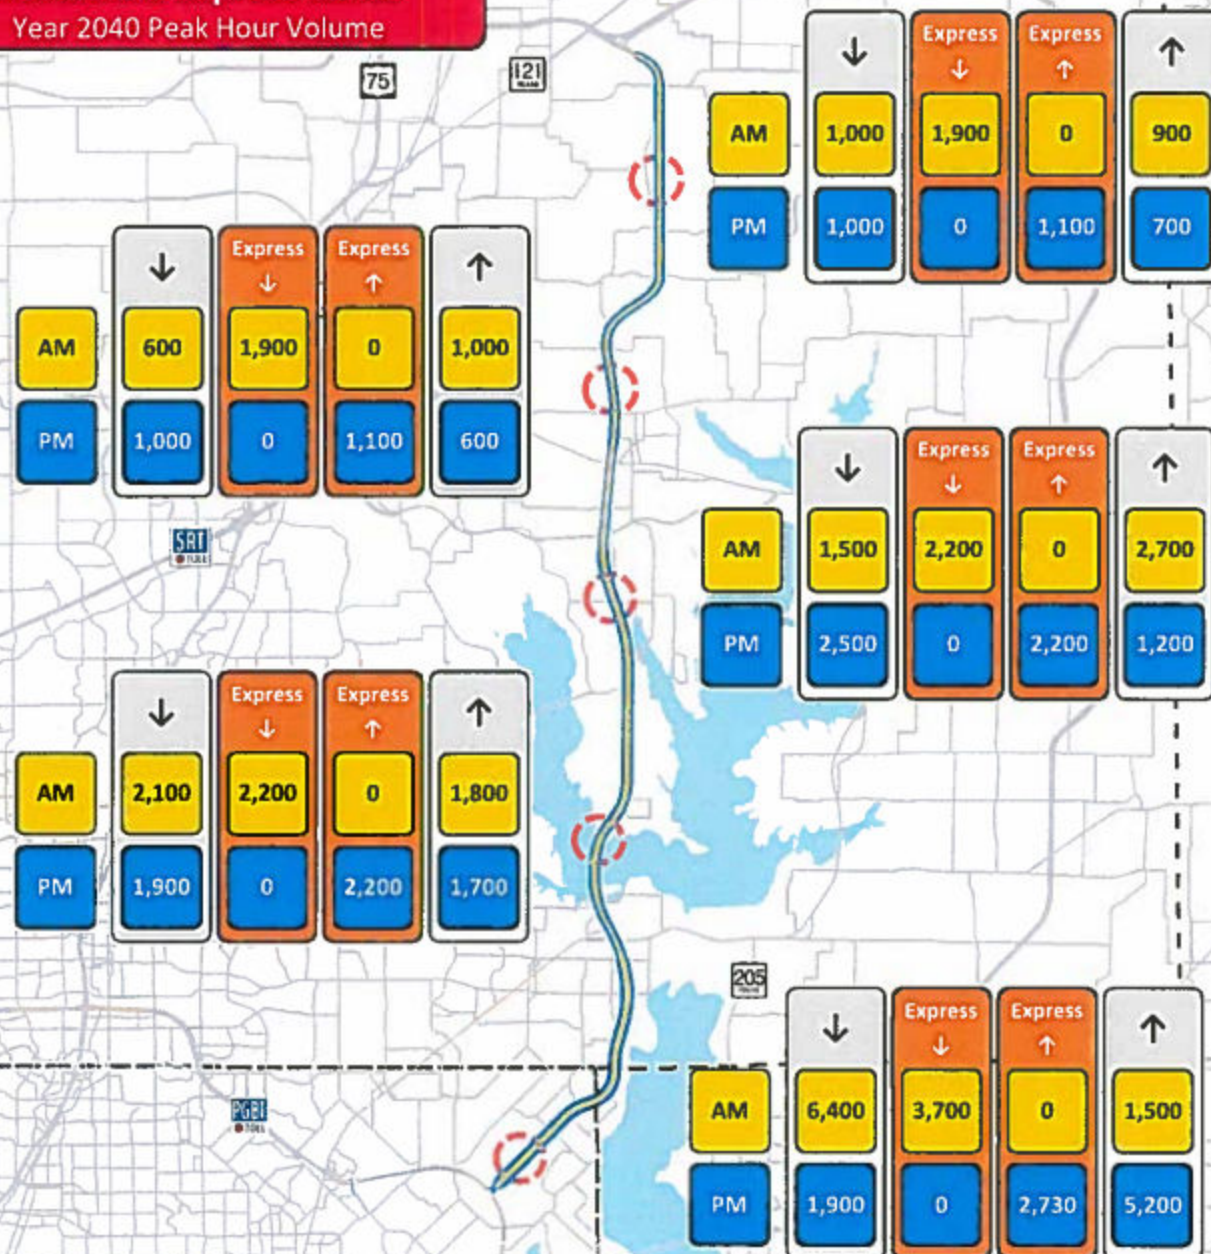 Year 2040 Peak Hour Volume
75
121
↓ Express ↓ Express ↑ ↑
AM 1,000 1,900 0 900
PM 1,000 0 1,100 700
↓ Express ↓ Express ↑ ↑
AM 600 1,900 0 1,000
PM 1,000 0 1,100 600
↓ Express ↓ Express ↑ ↑
AM 1,500 2,200 0 2,700
PM 2,500 0 2,200 1,200
SRT
TOLL
↓ Express ↓ Express ↑ ↑
AM 2,100 2,200 0 1,800
PM 1,900 0 2,200 1,700
205
↓ Express ↓ Express ↑ ↑
AM 6,400 3,700 0 1,500
PM 1,900 0 2,730 5,200
PGBT
TOLL